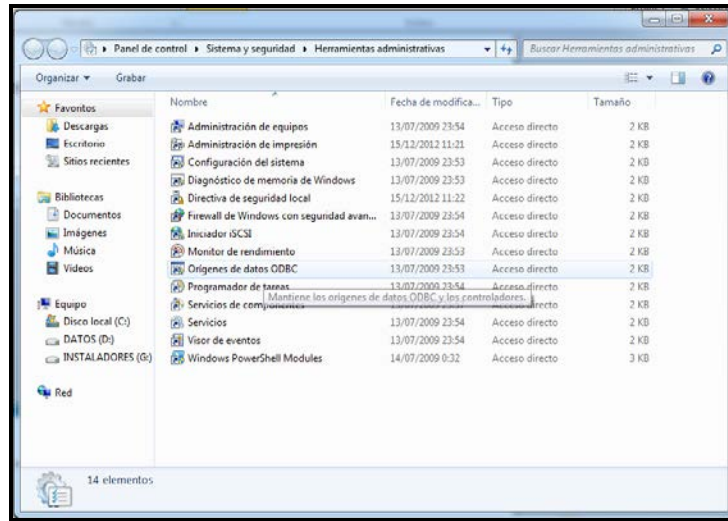 Panel de control ▸ Sistema y seguridad ▸ Herramientas administrativas
Buscar Herramientas administrativas
Organizar Grabar
Favoritos
Descargas
Escritorio
Sitios recientes
Bibliotecas
Documentos
Imágenes
Música
Videos
Equipo
Disco local (C:)
DATOS (D:)
INSTALADORES (G:)
Red
Nombre Fecha de modifica... Tipo Tamaño
Administración de equipos 13/07/2009 23:54 Acceso directo 2 KB
Administración de impresión 15/12/2012 11:21 Acceso directo 2 KB
Configuración del sistema 13/07/2009 23:53 Acceso directo 2 KB
Diagnóstico de memoria de Windows 13/07/2009 23:53 Acceso directo 2 KB
Directiva de seguridad local 15/12/2012 11:22 Acceso directo 2 KB
Firewall de Windows con seguridad avan... 13/07/2009 23:54 Acceso directo 2 KB
Iniciador iSCSI 13/07/2009 23:54 Acceso directo 2 KB
Monitor de rendimiento 13/07/2009 23:53 Acceso directo 2 KB
Orígenes de datos ODBC 13/07/2009 23:53 Acceso directo 2 KB
Programador de tareas 13/07/2009 23:54 Acceso directo 2 KB
Mantiene los orígenes de datos ODBC y los controladores.
Servicios de componentes Acceso directo 2 KB
Servicios 13/07/2009 23:54 Acceso directo 2 KB
Visor de eventos 13/07/2009 23:54 Acceso directo 2 KB
Windows PowerShell Modules 14/07/2009 0:32 Acceso directo 3 KB
14 elementos